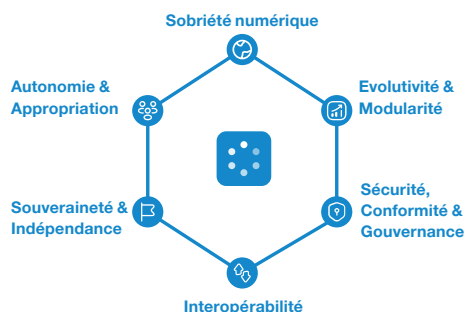 Sobriété numérique
Autonomie &
Appropriation
Evolutivité &
Modularité
Souveraineté &
Indépendance
Sécurité,
Conformité &
Gouvernance
Interopérabilité